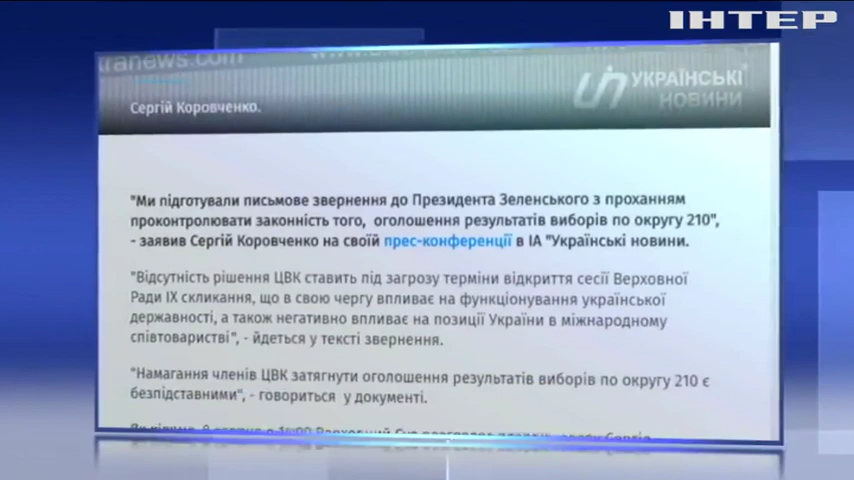 ІНТЕР
ranews.com
www.
УКРАЇНСЬКІ
НОВИНИ
Сергій Коровченко.
"Ми підготували письмове звернення до Президента Зеленського з проханням
проконтролювати законність того, оголошення результатів виборів по округу 210",
- заявив Сергій Коровченко на своїй прес-конференції в ІА "Українські новини.
"Відсутність рішення ЦВК ставить під загрозу терміни відкриття сесії Верховної
Ради IX скликання, що в свою чергу впливає на функціонування української
державності, а також негативно впливає на позиції України в міжнародному
співтоваристві", - йдеться у тексті звернення.
"Намагання членів ЦВК затягнути оголошення результатів виборів по округу 210 є
безпідставними", - говориться у документі.